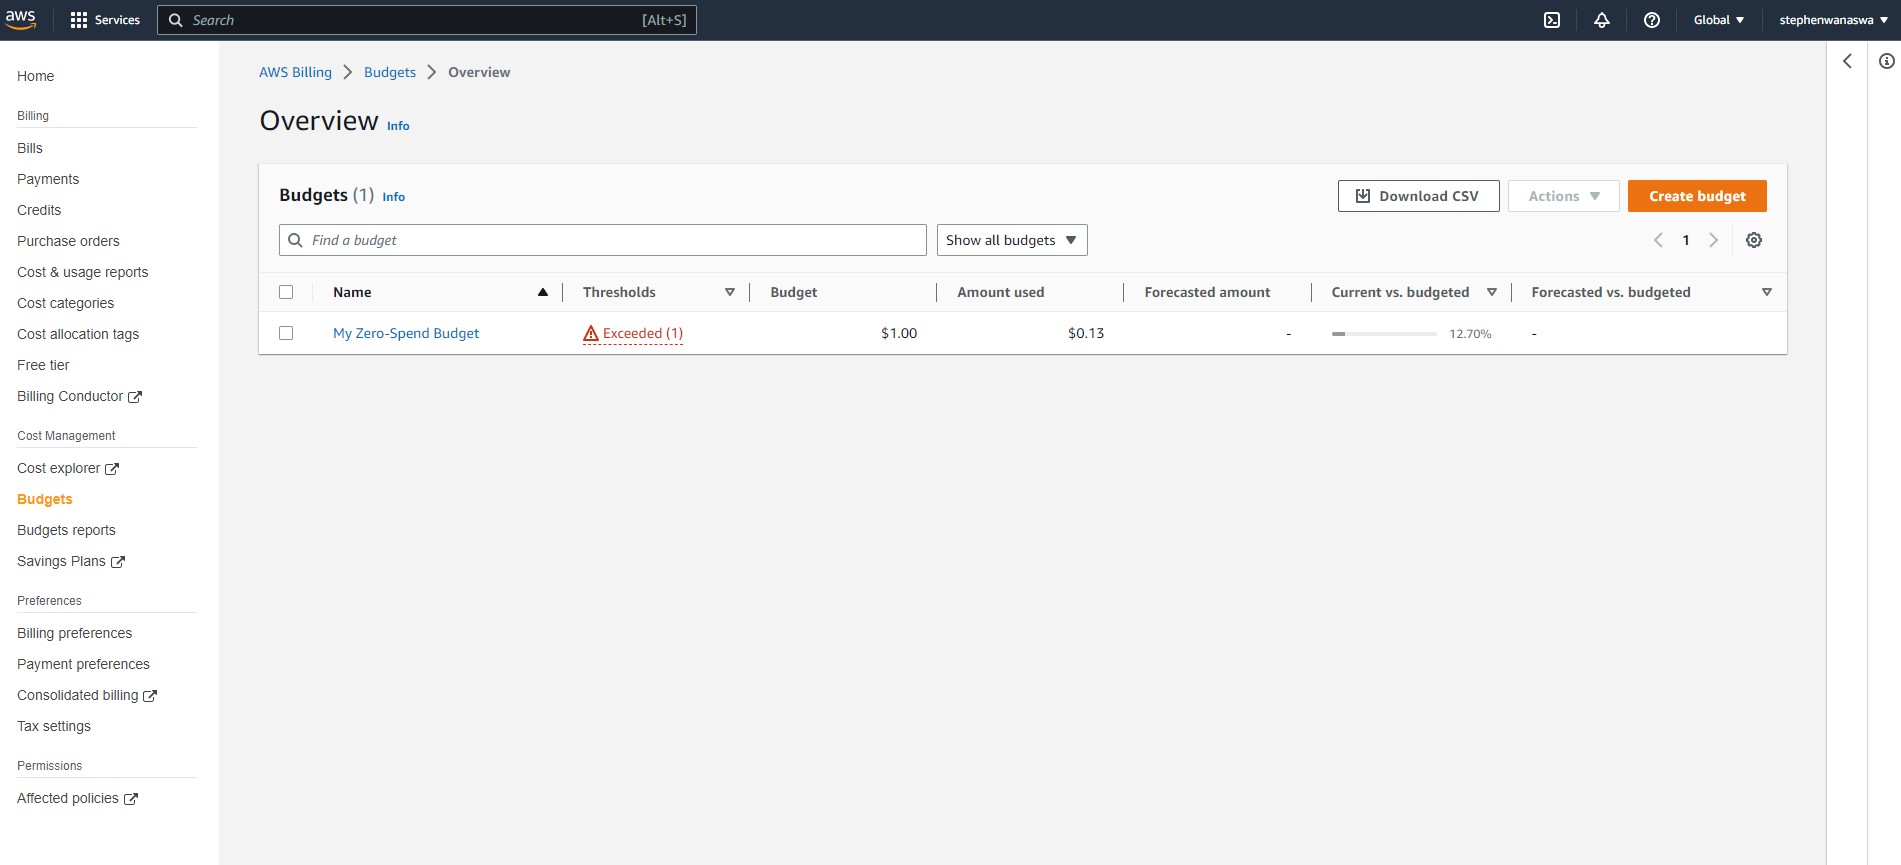 aws Services Search [Alt+S] Global stephenwanaswa
Home
Billing
Bills
Payments
Credits
Purchase orders
Cost & usage reports
Cost categories
Cost allocation tags
Free tier
Billing Conductor
Cost Management
Cost explorer
Budgets
Budgets reports
Savings Plans
Preferences
Billing preferences
Payment preferences
Consolidated billing
Tax settings
Permissions
Affected policies
AWS Billing Budgets Overview
Overview Info
Budgets (1) Info Download CSV Actions Create budget
Find a budget Show all budgets 1
Name Thresholds Budget Amount used Forecasted amount Current vs. budgeted Forecasted vs. budgeted
My Zero-Spend Budget Exceeded (1) $1.00 $0.13 - 12.70% -